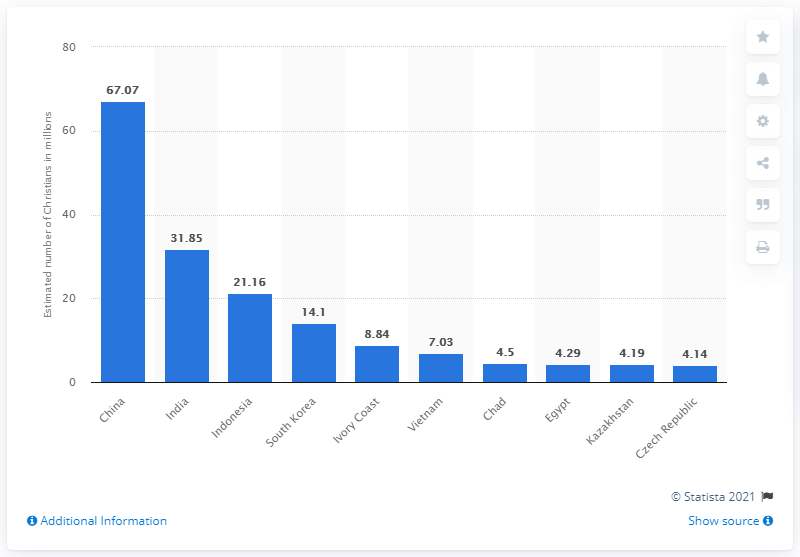 80
60
40
20
0
Estimated number of Christians in millions
67.07
31.85
21.16
14.1
8.84
7.03
4.5
4.29
4.19
4.14
China
India
Indonesia
South Korea
Ivory Coast
Vietnam
Chad
Egypt
Kazakhstan
Czech Republic
© Statista 2021
Additional Information
Show source